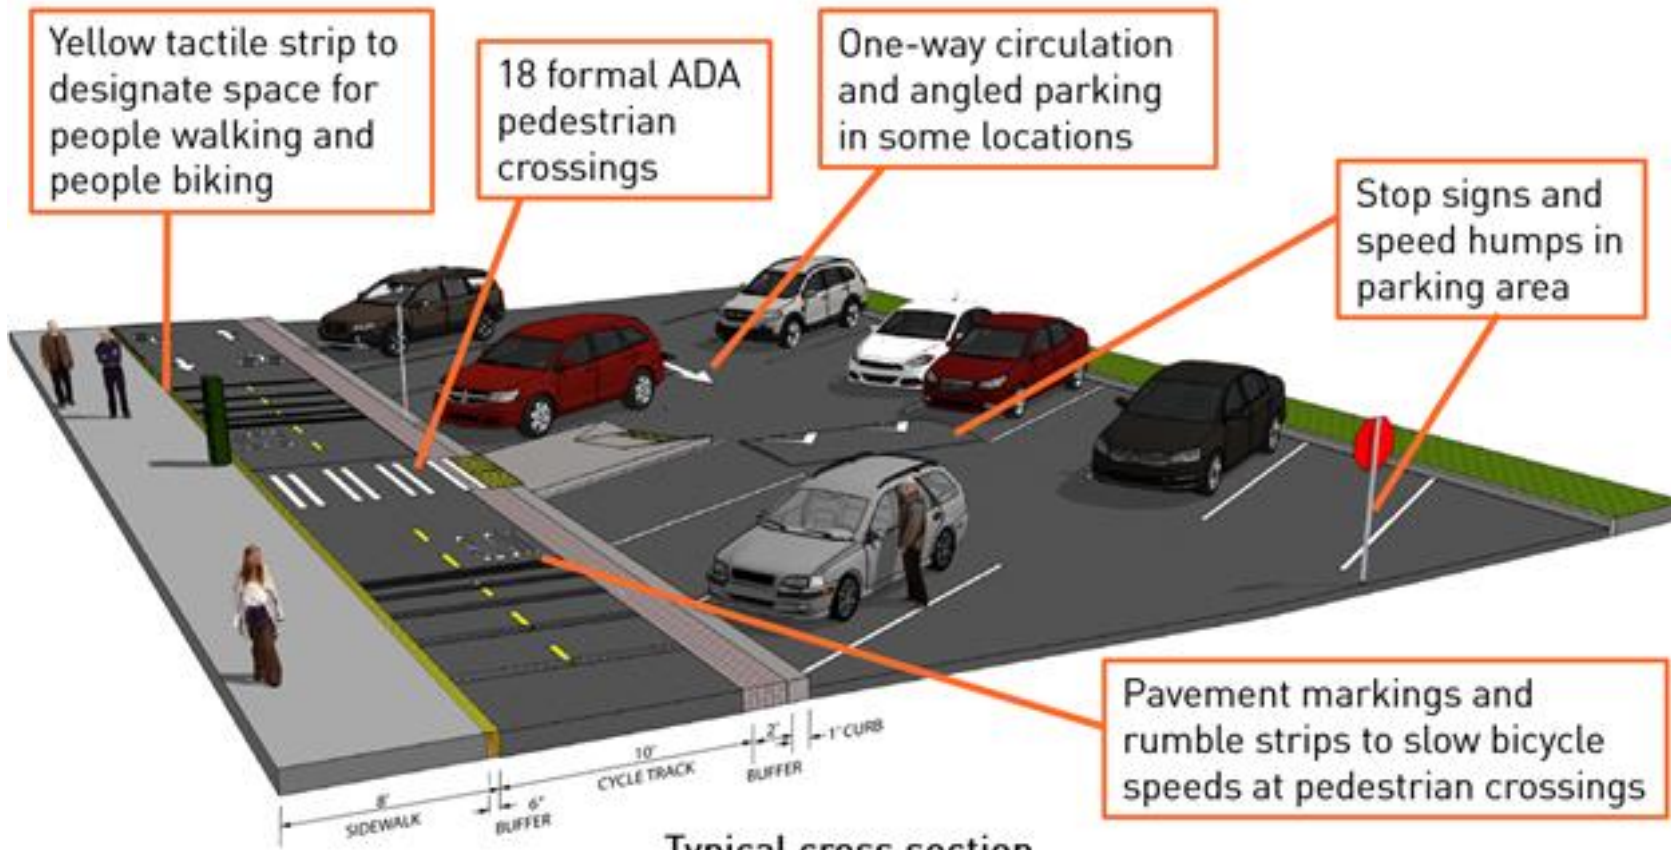 Yellow tactile strip to
designate space for
people walking and
people biking
18 formal ADA
pedestrian
crossings
One-way circulation
and angled parking
in some locations
Stop signs and
speed humps in
parking area
Pavement markings and
rumble strips to slow bicycle
speeds at pedestrian crossings
8'
SIDEWALK
6"
BUFFER
10'
CYCLE TRACK
2'
BUFFER
1' CURB
Typical cross section